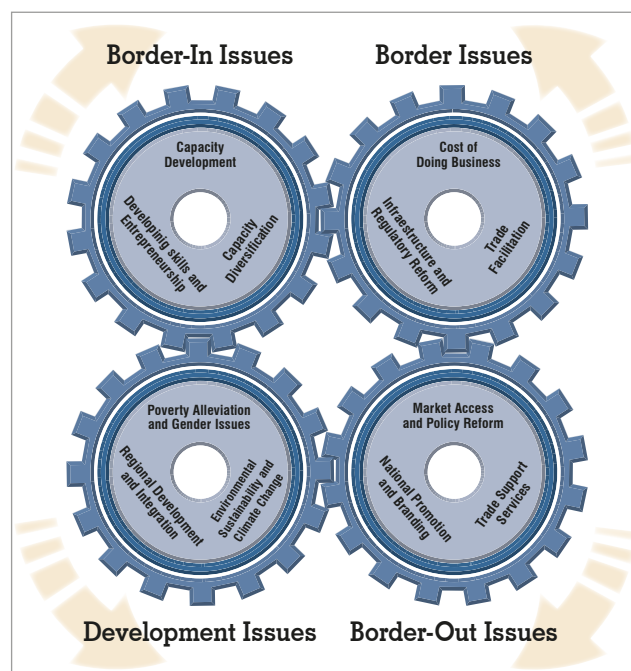 Border-In Issues
Border Issues
Capacity
Development
Developing skills and
Entrepreneurship
Capacity
Diversification
Cost of
Doing Business
Infraestructure and
Regulatory Reform
Trade
Facilitation
Poverty Alleviation
and Gender Issues
Regional Development
and Integration
Environmental
Sustainability and
Climate Change
Market Access
and Policy Reform
National Promotion
and Branding
Trade Support
Services
Development Issues
Border-Out Issues